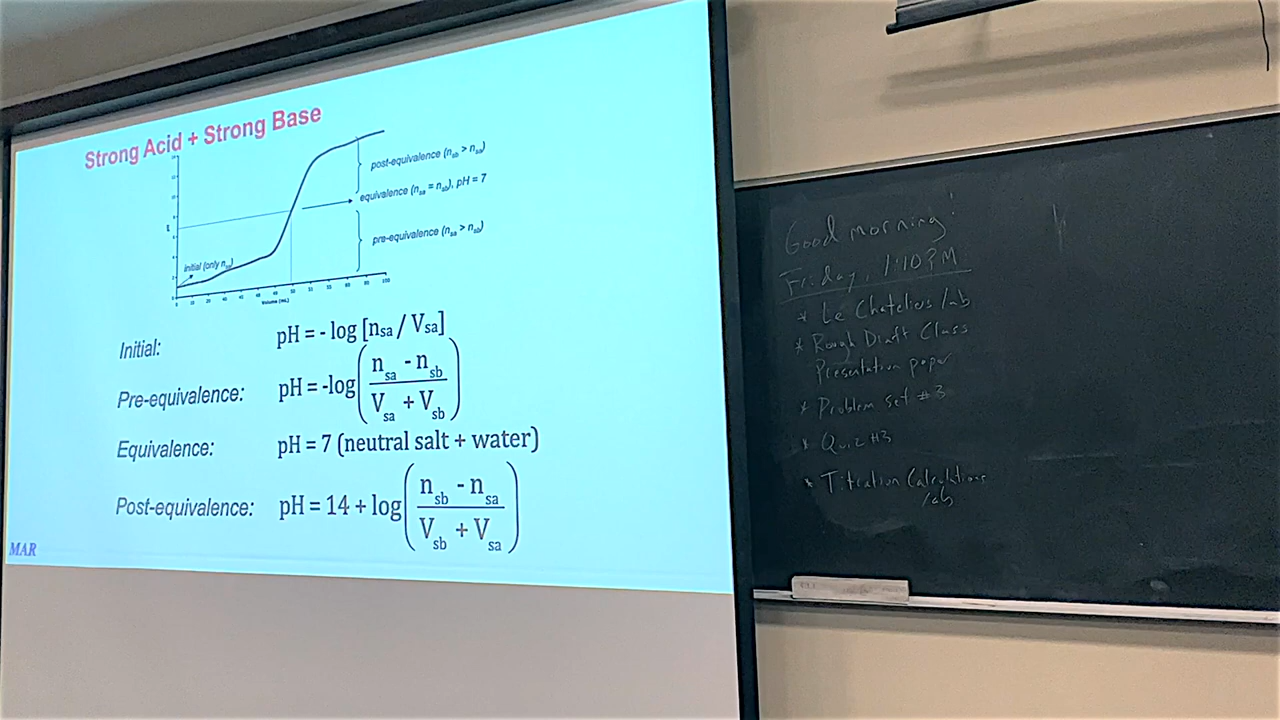 Strong Acid + Strong Base
post-equivalence (nsb > nsa)
equivalence (nsa = nsb), pH = 7
pre-equivalence (nsa > nsb)
initial (only nsa)
Volume (mL)
Initial: pH = - log [nsa / Vsa]
Pre-equivalence: pH = -log( nsa - nsb / Vsa + Vsb )
Equivalence: pH = 7 (neutral salt + water)
Post-equivalence: pH = 14 + log( nsb - nsa / Vsb + Vsa )
MAR
Good morning!
Friday, 1:10 PM
* Le Chateliers lab
* Rough Draft Class
Presentation paper
* Problem Set #3
* Quiz #3
* Titration Calculations
lab